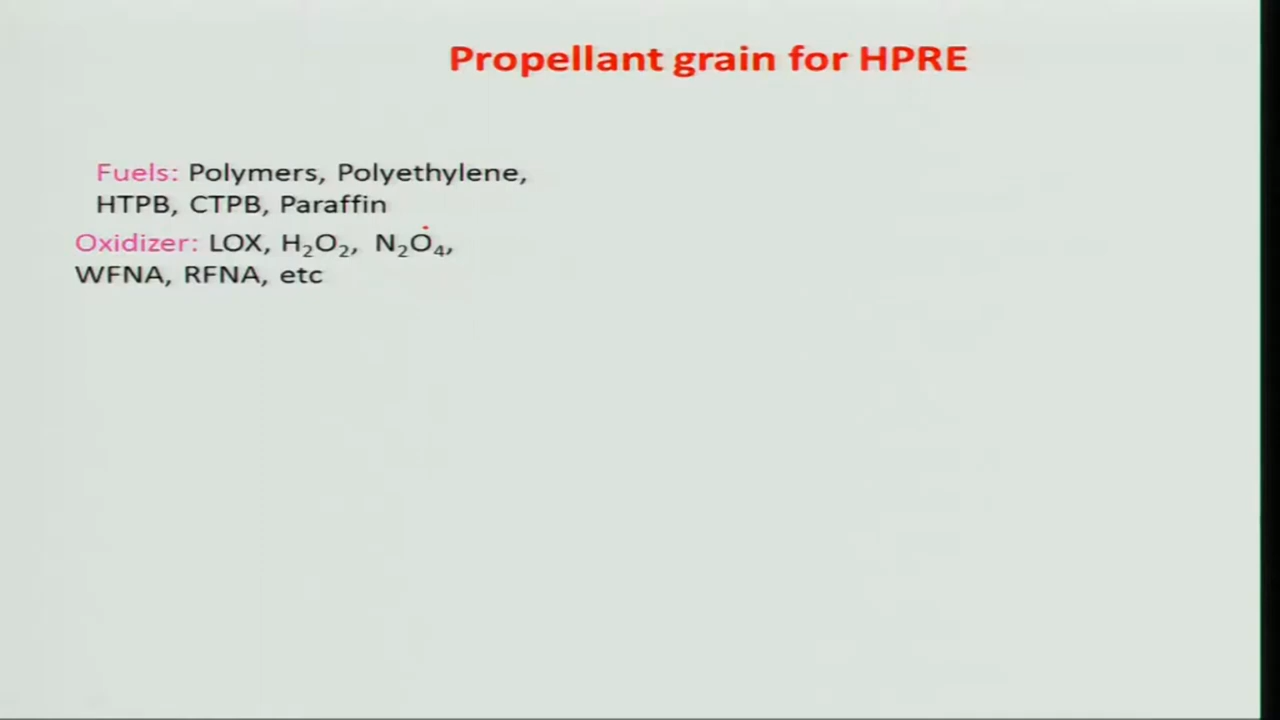 Propellant grain for HPRE
Fuels: Polymers, Polyethylene,
HTPB, CTPB, Paraffin
Oxidizer: LOX, H₂O₂, N₂O₄,
WFNA, RFNA, etc